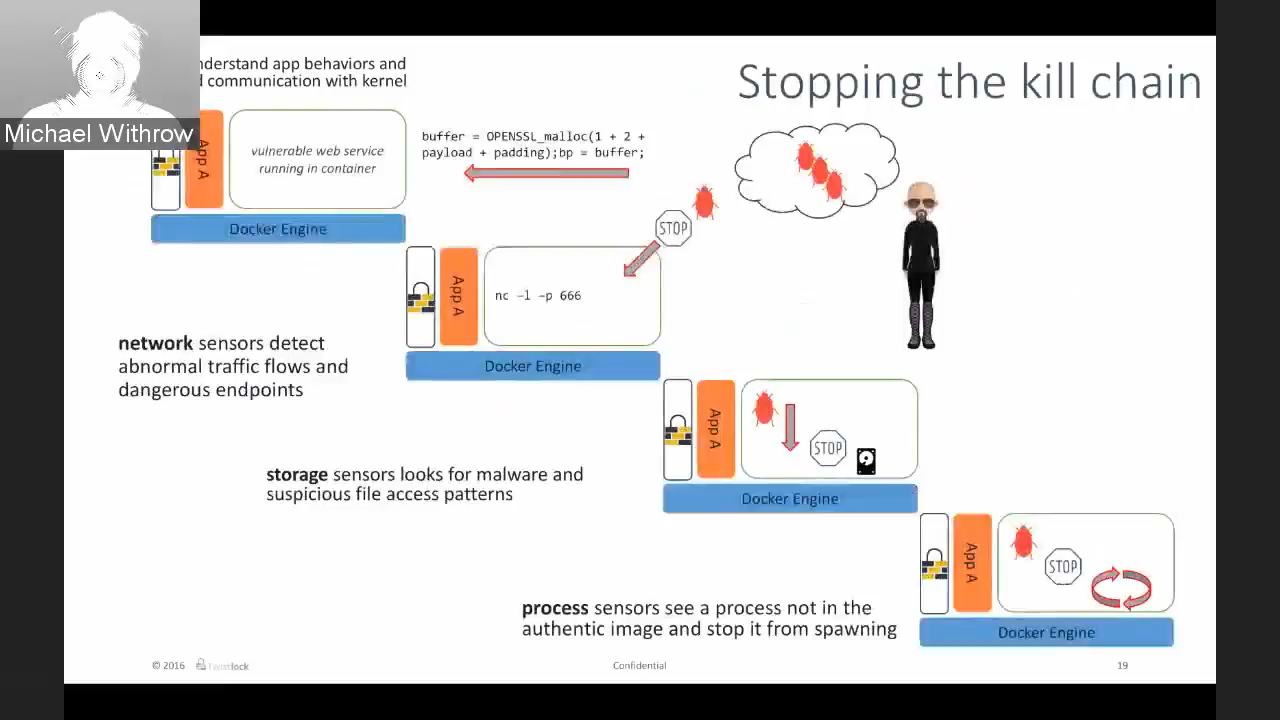 Michael Withrow
Stopping the kill chain
nderstand app behaviors and
d communication with kernel
App A
vulnerable web service
running in container
Docker Engine
buffer = OPENSSL_malloc(1 + 2 +
payload + padding);bp = buffer;
STOP
App A
nc -l -p 666
Docker Engine
network sensors detect
abnormal traffic flows and
dangerous endpoints
App A
STOP
Docker Engine
storage sensors looks for malware and
suspicious file access patterns
App A
STOP
Docker Engine
process sensors see a process not in the
authentic image and stop it from spawning
© 2016
Twistlock
Confidential
19